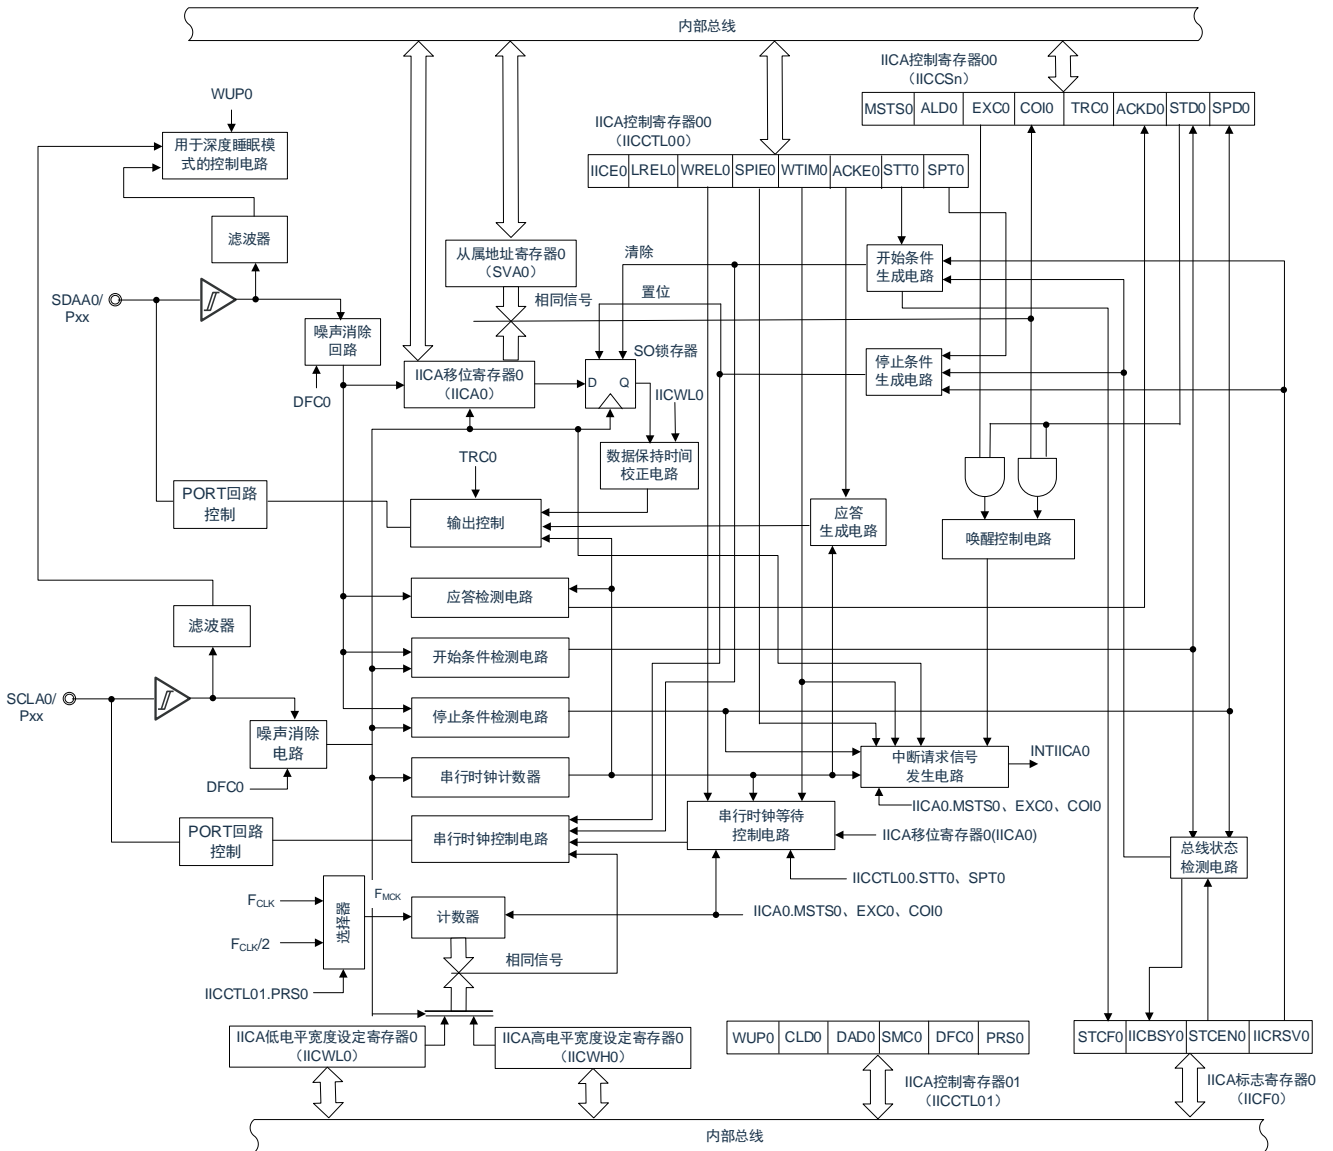 内部总线
IICA控制寄存器00
（IICCSn）
MSTS0 ALD0 EXC0 COI0 TRC0 ACKD0 STD0 SPD0
WUP0
用于深度睡眠模
式的控制电路
IICA控制寄存器00
（IICCTL00）
IICE0 LREL0 WREL0 SPIE0 WTIM0 ACKE0 STT0 SPT0
滤波器
从属地址寄存器0
（SVA0）
清除
开始条件
生成电路
SDAA0/
Pxx
置位
相同信号
噪声消除
回路
SO锁存器
停止条件
生成电路
IICA移位寄存器0
（IICA0）
D Q
DFC0
IICWL0
TRC0
数据保持时间
校正电路
PORT回路
控制
输出控制
应答
生成电路
唤醒控制电路
应答检测电路
滤波器
开始条件检测电路
SCLA0/
Pxx
停止条件检测电路
噪声消除
电路
中断请求信号
发生电路
INTIICA0
DFC0
串行时钟计数器
IICA0.MSTS0、EXC0、COI0
PORT回路
控制
串行时钟控制电路
串行时钟等待
控制电路
IICA移位寄存器0(IICA0)
总线状态
检测电路
IICCTL00.STT0、SPT0
FCLK
选择器
FMCK
计数器
IICA0.MSTS0、EXC0、COI0
FCLK/2
相同信号
IICCTL01.PRS0
IICA低电平宽度设定寄存器0
（IICWL0）
IICA高电平宽度设定寄存器0
（IICWH0）
WUP0 CLD0 DAD0 SMC0 DFC0 PRS0
STCF0 IICBSY0 STCEN0 IICRSV0
IICA控制寄存器01
（IICCTL01）
IICA标志寄存器0
（IICF0）
内部总线